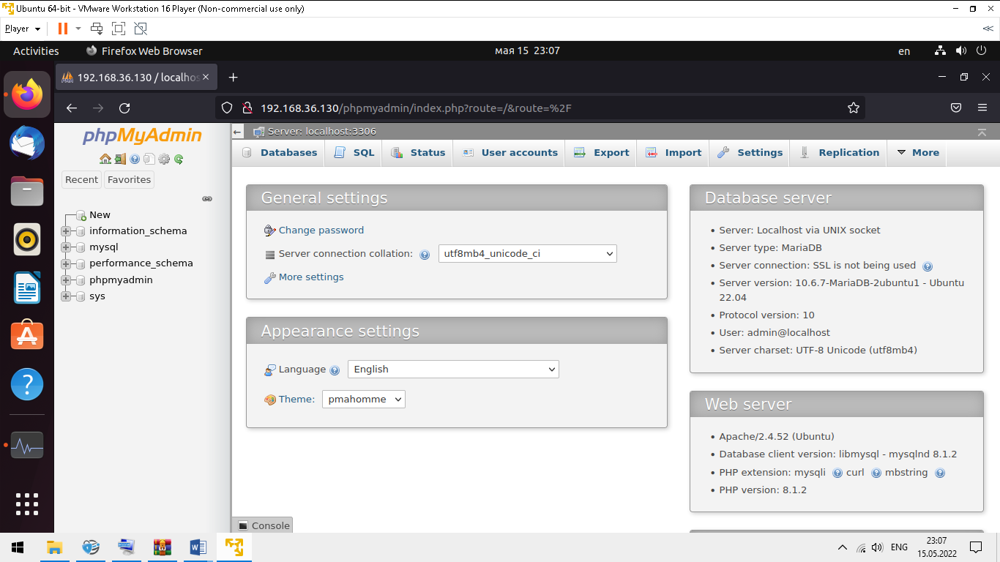 Ubuntu 64-bit - VMware Workstation 16 Player (Non-commercial use only)
Player
Activities
Firefox Web Browser
мая 15 23:07
en
192.168.36.130 / localhos
192.168.36.130/phpmyadmin/index.php?route=/&route=%2F
phpMyAdmin
Recent
Favorites
New
information_schema
mysql
performance_schema
phpmyadmin
sys
Server: localhost:3306
Databases
SQL
Status
User accounts
Export
Import
Settings
Replication
More
General settings
Change password
Server connection collation:
utf8mb4_unicode_ci
More settings
Appearance settings
Language
English
Theme:
pmahomme
Database server
Server: Localhost via UNIX socket
Server type: MariaDB
Server connection: SSL is not being used
Server version: 10.6.7-MariaDB-2ubuntu1 - Ubuntu
22.04
Protocol version: 10
User: admin@localhost
Server charset: UTF-8 Unicode (utf8mb4)
Web server
Apache/2.4.52 (Ubuntu)
Database client version: libmysql - mysqlnd 8.1.2
PHP extension: mysqli curl mbstring
PHP version: 8.1.2
Console
ENG
23:07
15.05.2022